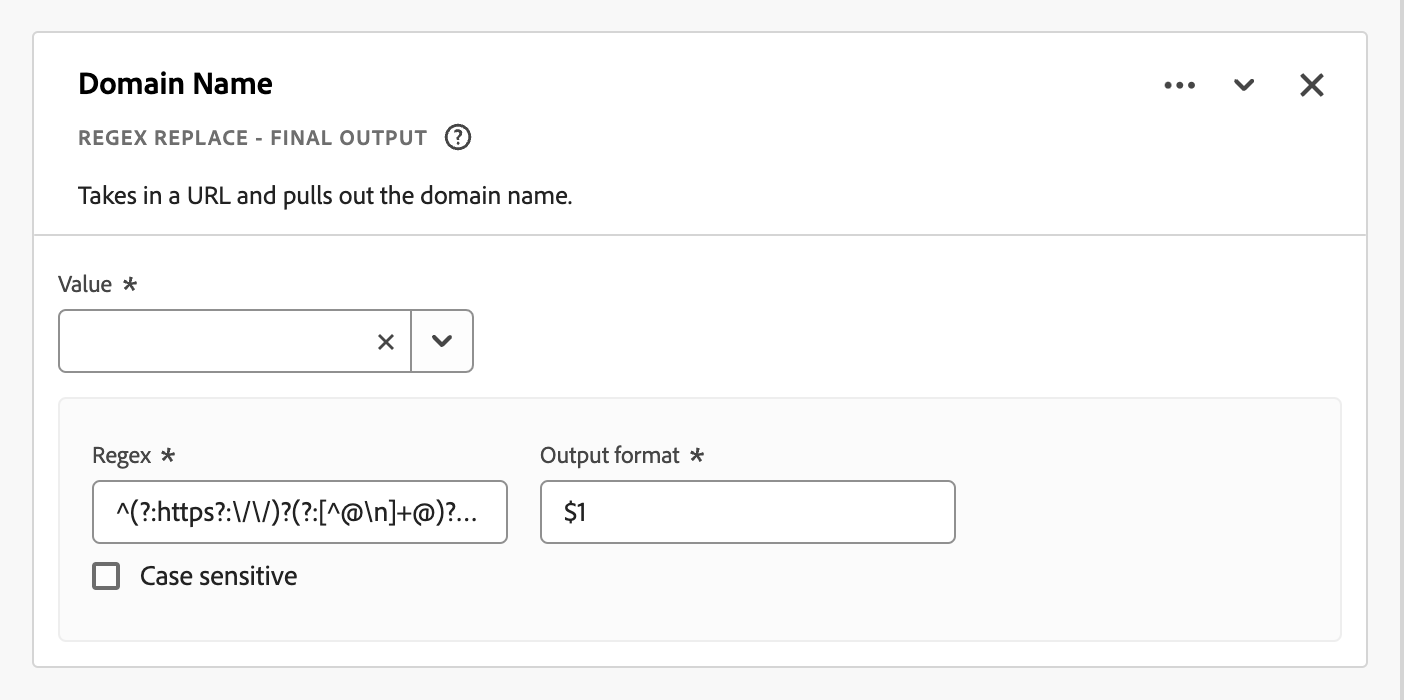 Domain Name
REGEX REPLACE - FINAL OUTPUT ?
Takes in a URL and pulls out the domain name.
Value *
Regex * Output format *
^(?:https?:\/\/)?(?:[^@\n]+@)?... $1
Case sensitive